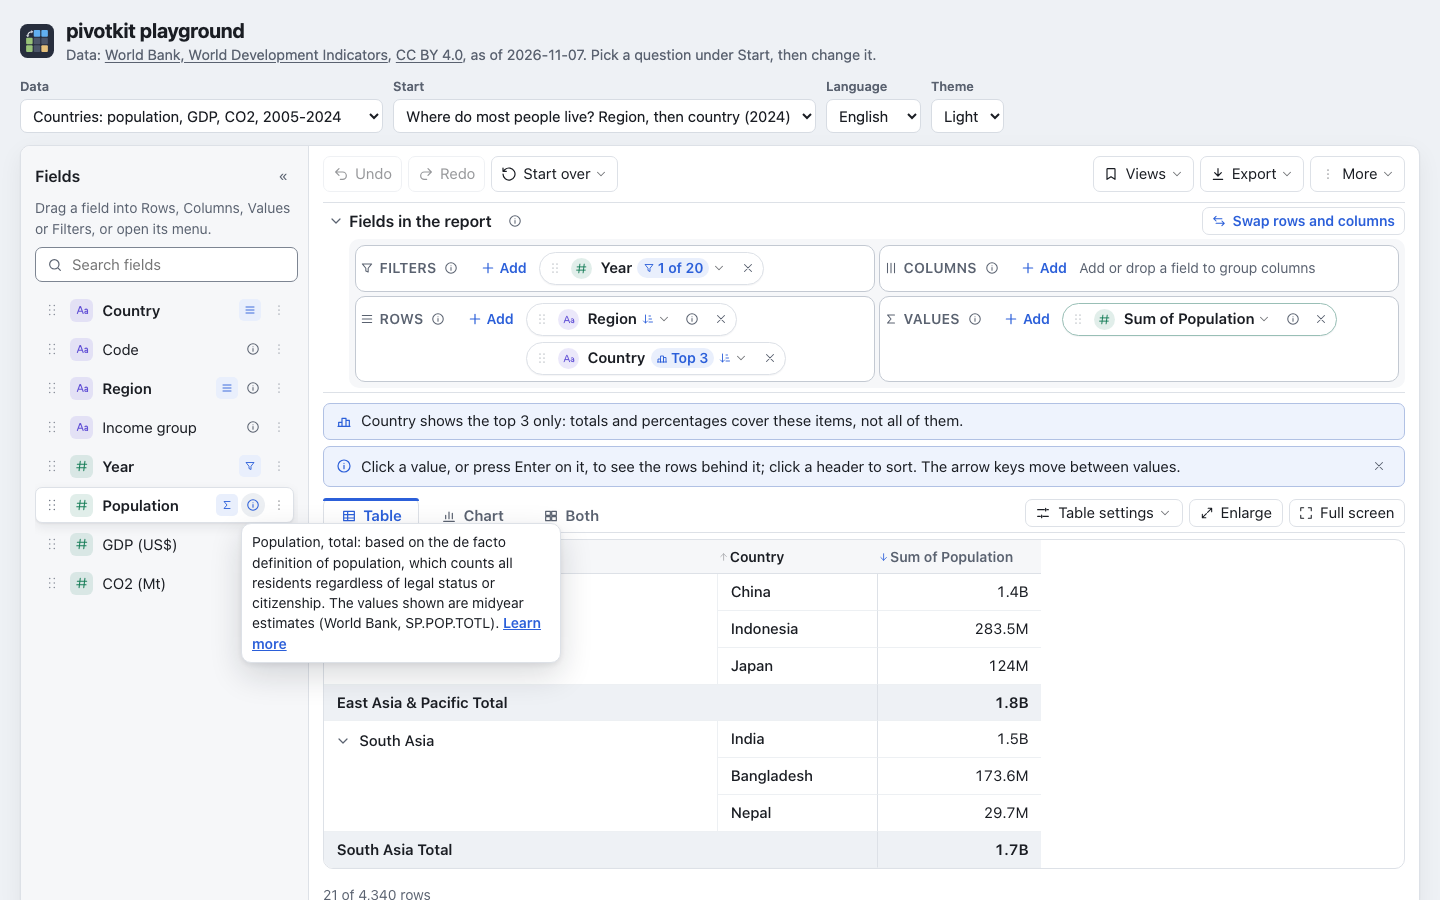 pivotkit playground
Data: World Bank, World Development Indicators, CC BY 4.0, as of 2026-11-07. Pick a question under Start, then change it.
Data
Start
Language
Theme
Countries: population, GDP, CO2, 2005-2024
Where do most people live? Region, then country (2024)
English
Light
Fields
«
Drag a field into Rows, Columns, Values
or Filters, or open its menu.
Search fields
Aa Country
Aa Code
Aa Region
Aa Income group
# Year
# Population Σ
# GDP (US$)
# CO2 (Mt)
Population, total: based on the de facto
definition of population, which counts all
residents regardless of legal status or
citizenship. The values shown are midyear
estimates (World Bank, SP.POP.TOTL). Learn
more
Undo
Redo
Start over
Views
Export
More
Fields in the report
Swap rows and columns
FILTERS
+ Add
# Year 1 of 20
COLUMNS
+ Add
Add or drop a field to group columns
ROWS
+ Add
Aa Region
Aa Country Top 3
Σ VALUES
+ Add
# Sum of Population
Country shows the top 3 only: totals and percentages cover these items, not all of them.
Click a value, or press Enter on it, to see the rows behind it; click a header to sort. The arrow keys move between values.
Table
Chart
Both
Table settings
Enlarge
Full screen
↑ Country
↓ Sum of Population
China 1.4B
Indonesia 283.5M
Japan 124M
East Asia & Pacific Total 1.8B
South Asia
India 1.5B
Bangladesh 173.6M
Nepal 29.7M
South Asia Total 1.7B
21 of 4,340 rows